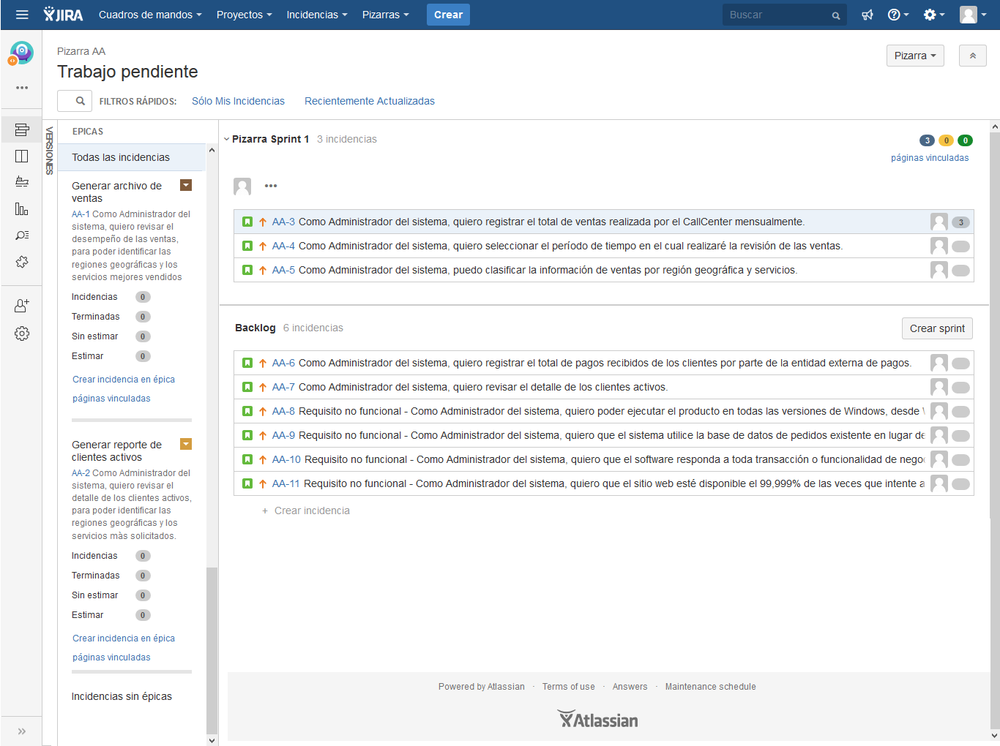 JIRA Cuadros de mandos Proyectos Incidencias Pizarras Crear Buscar
Pizarra AA
Trabajo pendiente
Pizarra
FILTROS RÁPIDOS: Sólo Mis Incidencias Recientemente Actualizadas
VERSIONES
EPICAS
Todas las incidencias
Generar archivo de
ventas
AA-1 Como Administrador del
sistema, quiero revisar el
desempeño de las ventas,
para poder identificar las
regiones geográficas y los
servicios mejores vendidos
Incidencias 0
Terminadas 0
Sin estimar 0
Estimar 0
Crear incidencia en épica
páginas vinculadas
Generar reporte de
clientes activos
AA-2 Como Administrador del
sistema, quiero revisar el
detalle de los clientes activos,
para poder identificar las
regiones geográficas y los
servicios màs solicitados.
Incidencias 0
Terminadas 0
Sin estimar 0
Estimar 0
Crear incidencia en épica
páginas vinculadas
Incidencias sin épicas
Pizarra Sprint 1 3 incidencias
3 0 0
páginas vinculadas
AA-3 Como Administrador del sistema, quiero registrar el total de ventas realizada por el CallCenter mensualmente. 3
AA-4 Como Administrador del sistema, quiero seleccionar el período de tiempo en el cual realizaré la revisión de las ventas.
AA-5 Como Administrador del sistema, puedo clasificar la información de ventas por región geográfica y servicios.
Backlog 6 incidencias
Crear sprint
AA-6 Como Administrador del sistema, quiero registrar el total de pagos recibidos de los clientes por parte de la entidad externa de pagos.
AA-7 Como Administrador del sistema, quiero revisar el detalle de los clientes activos.
AA-8 Requisito no funcional - Como Administrador del sistema, quiero poder ejecutar el producto en todas las versiones de Windows, desde
AA-9 Requisito no funcional - Como Administrador del sistema, quiero que el sistema utilice la base de datos de pedidos existente en lugar de
AA-10 Requisito no funcional - Como Administrador del sistema, quiero que el software responda a toda transacción o funcionalidad de nego
AA-11 Requisito no funcional - Como Administrador del sistema, quiero que el sitio web esté disponible el 99,999% de las veces que intente a
+ Crear incidencia
Powered by Atlassian · Terms of use · Answers · Maintenance schedule
Atlassian